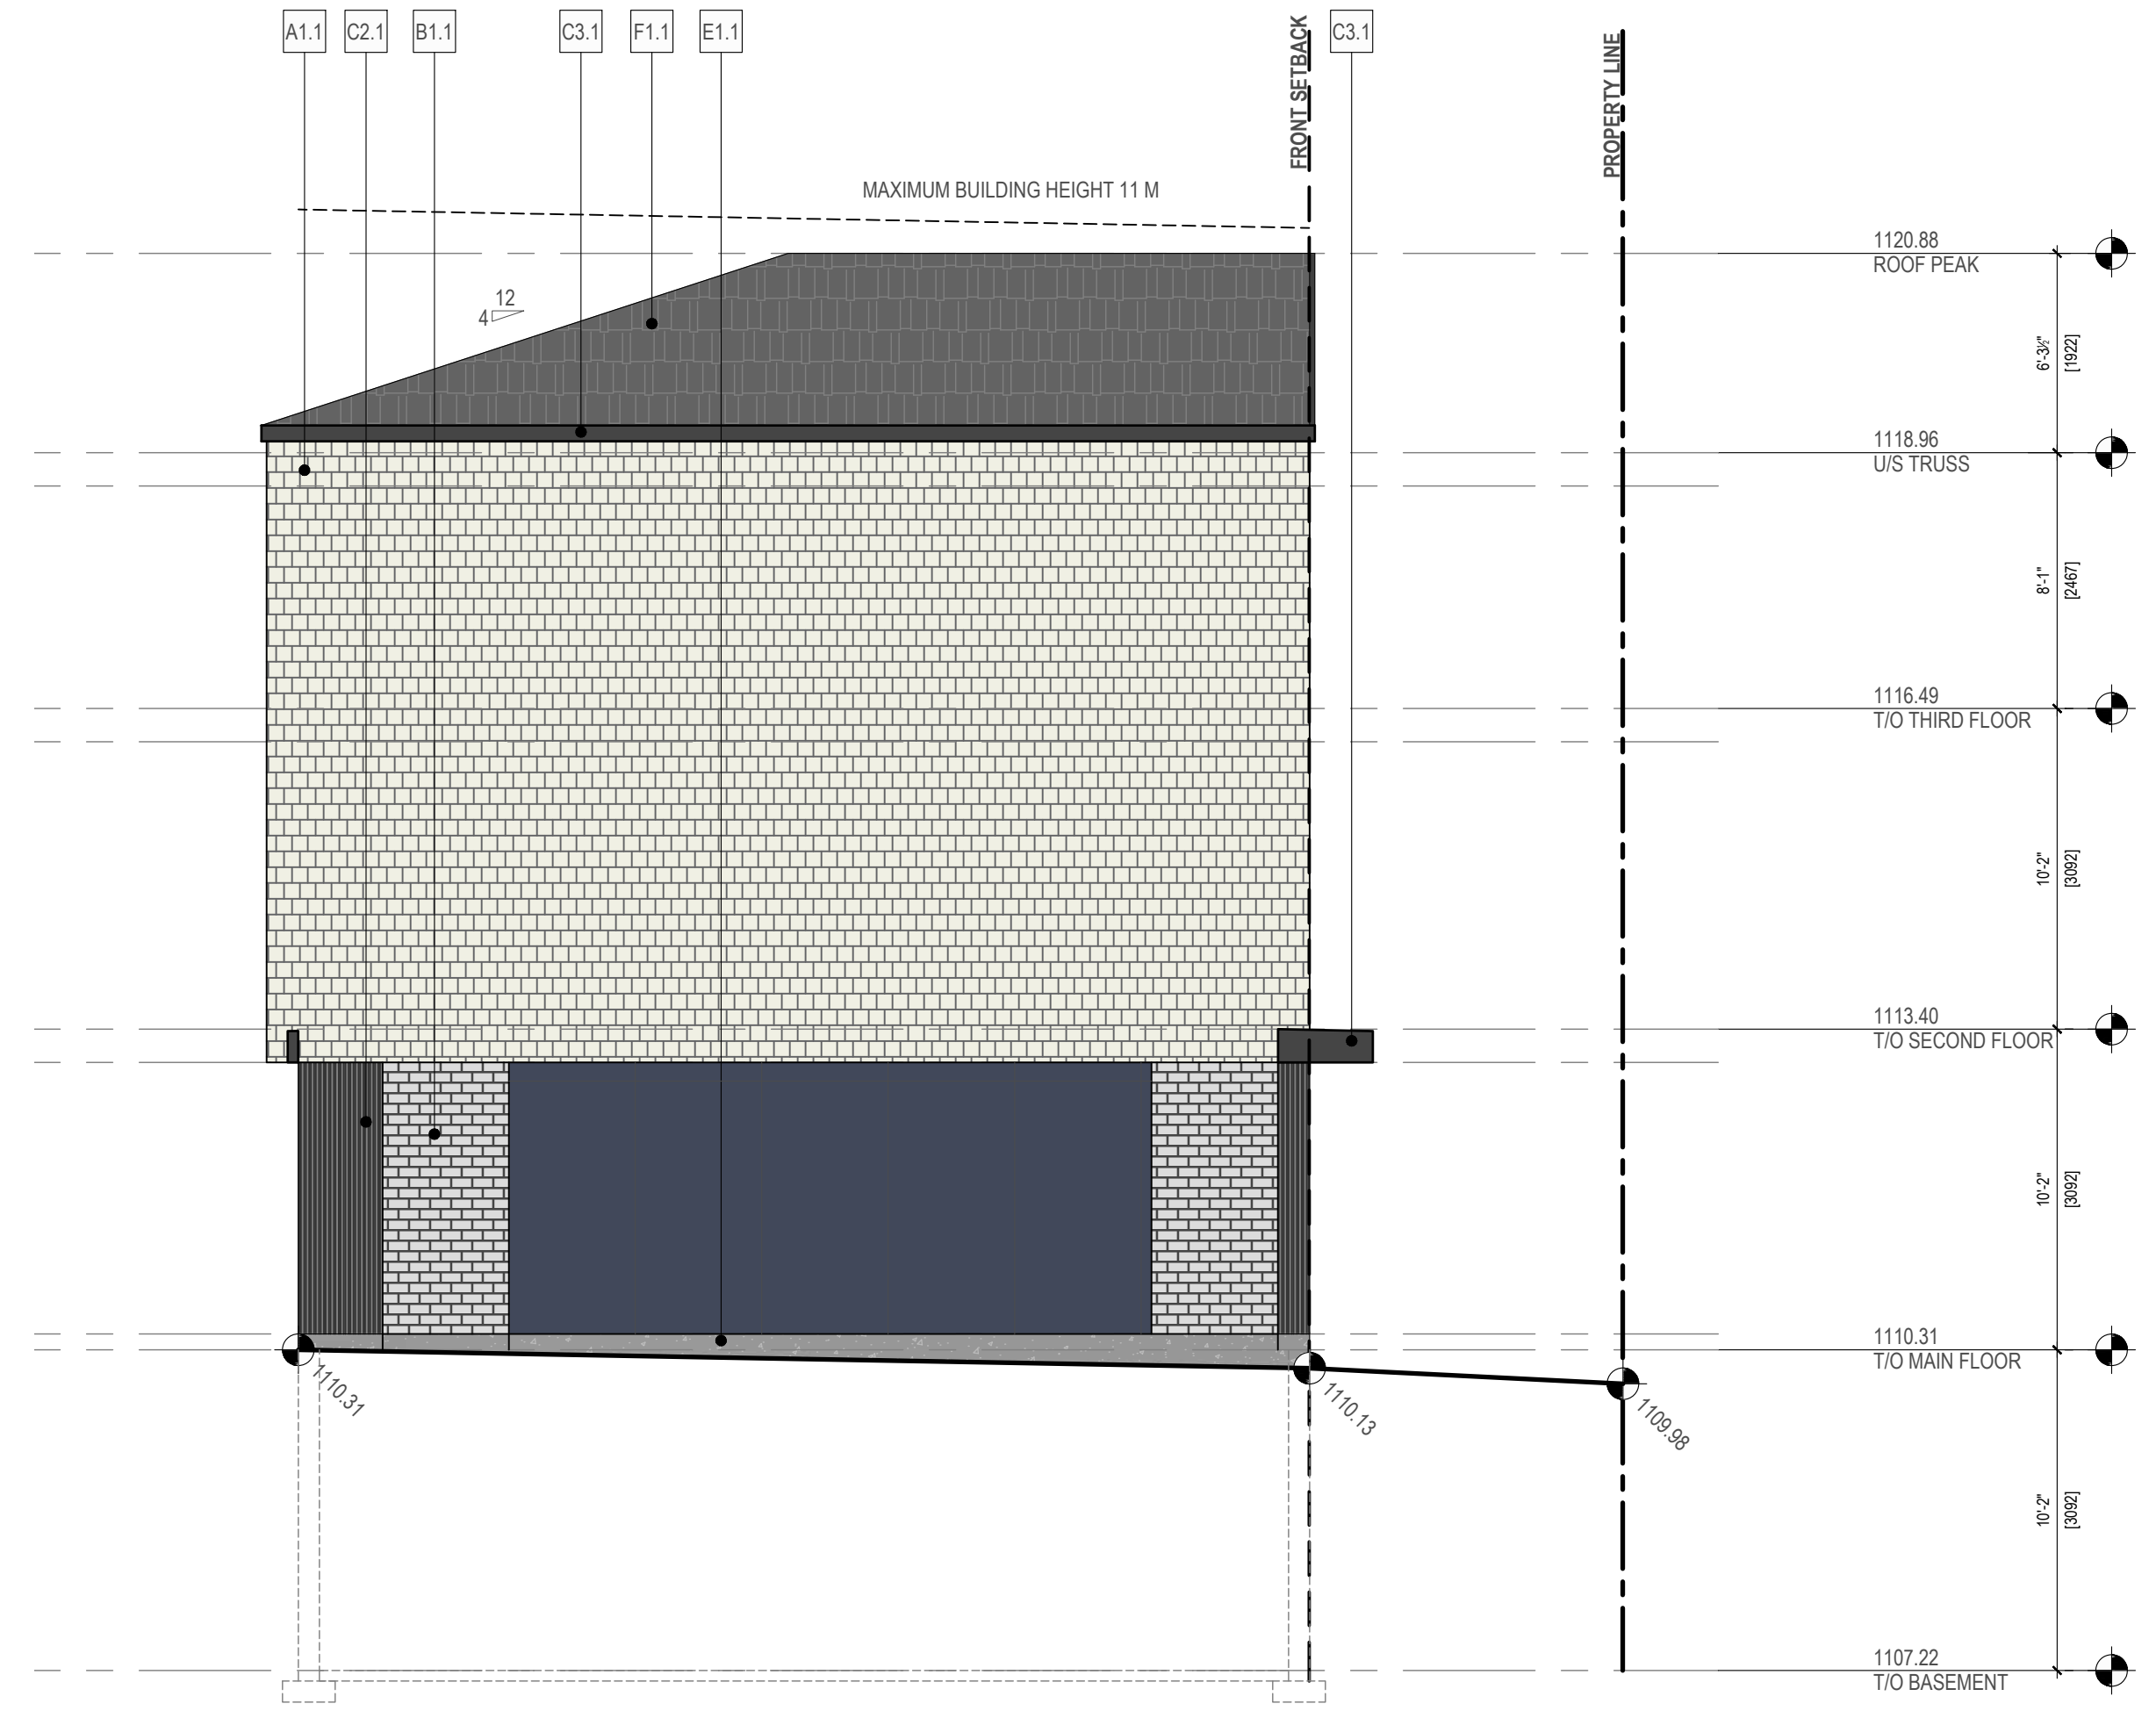 A1.1
C2.1
B1.1
C3.1
F1.1
E1.1
FRONT SETBACK
C3.1
PROPERTY LINE
MAXIMUM BUILDING HEIGHT 11 M
12
4
1120.88
ROOF PEAK
6'-3½"
[1922]
1118.96
U/S TRUSS
8'-1"
[2467]
1116.49
T/O THIRD FLOOR
10'-2"
[3092]
1113.40
T/O SECOND FLOOR
10'-2"
[3092]
1110.31
T/O MAIN FLOOR
1110.31
1110.13
1109.98
10'-2"
[3092]
1107.22
T/O BASEMENT